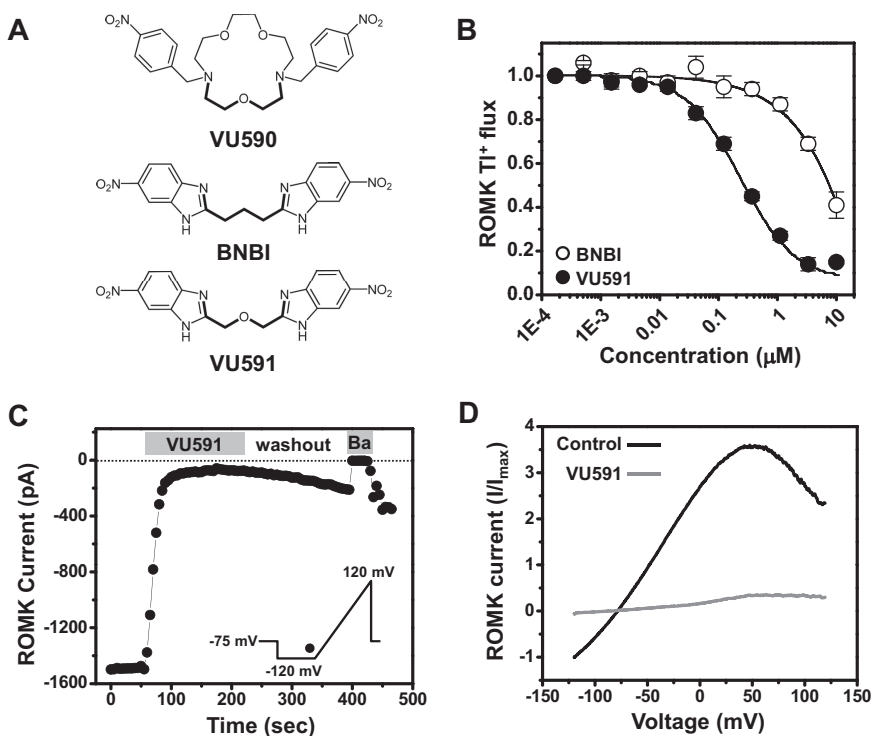 A
O₂N
NO₂
O
O
N
N
O
VU590
O₂N
N
N
NO₂
N
H
N
H
BNBI
O₂N
N
N
NO₂
O
N
H
N
H
VU591
B
ROMK Tl⁺ flux
1.0
0.8
0.6
0.4
0.2
0.0
BNBI
VU591
1E-4
1E-3
0.01
0.1
1
10
Concentration (μM)
C
VU591 washout Ba
ROMK Current (pA)
0
-400
-800
-1200
-1600
120 mV
-75 mV
-120 mV
0 100 200 300 400 500
Time (sec)
D
ROMK current (I/Imax)
4
3
2
1
0
-1
Control
VU591
-150 -100 -50 0 50 100 150
Voltage (mV)